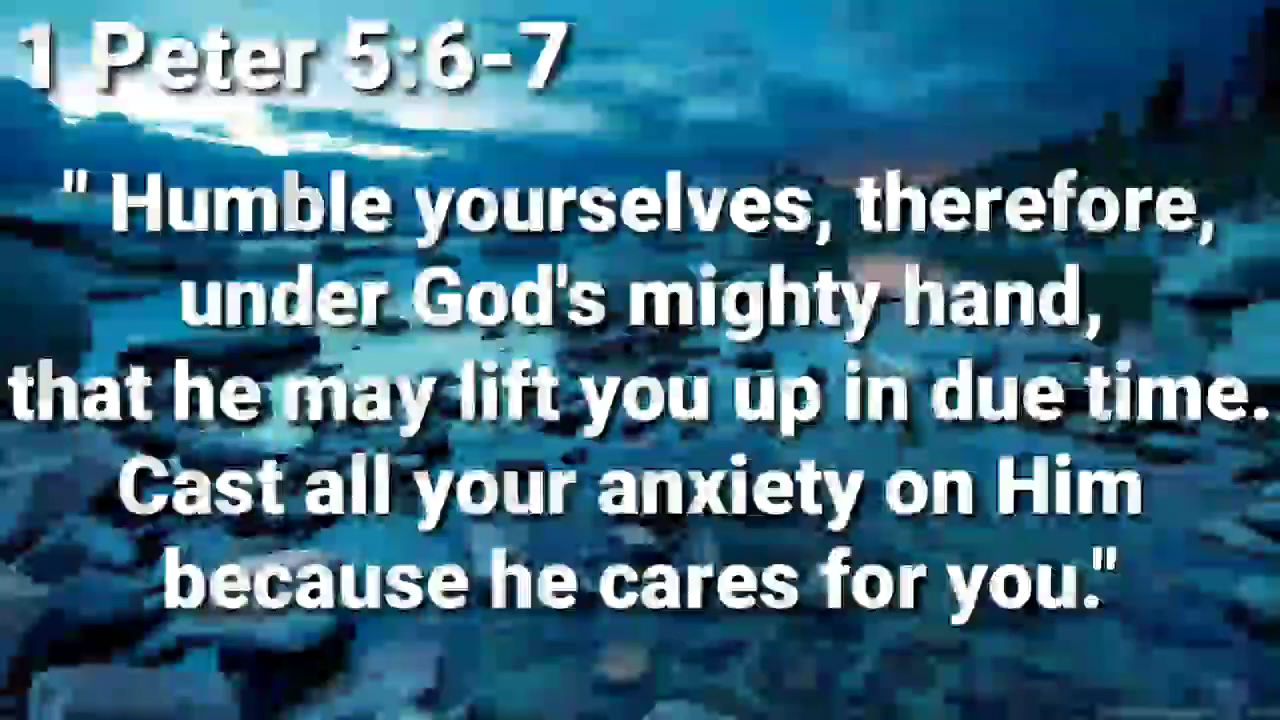 1 Peter 5:6-7
" Humble yourselves, therefore,
under God's mighty hand,
that he may lift you up in due time.
Cast all your anxiety on Him
because he cares for you."